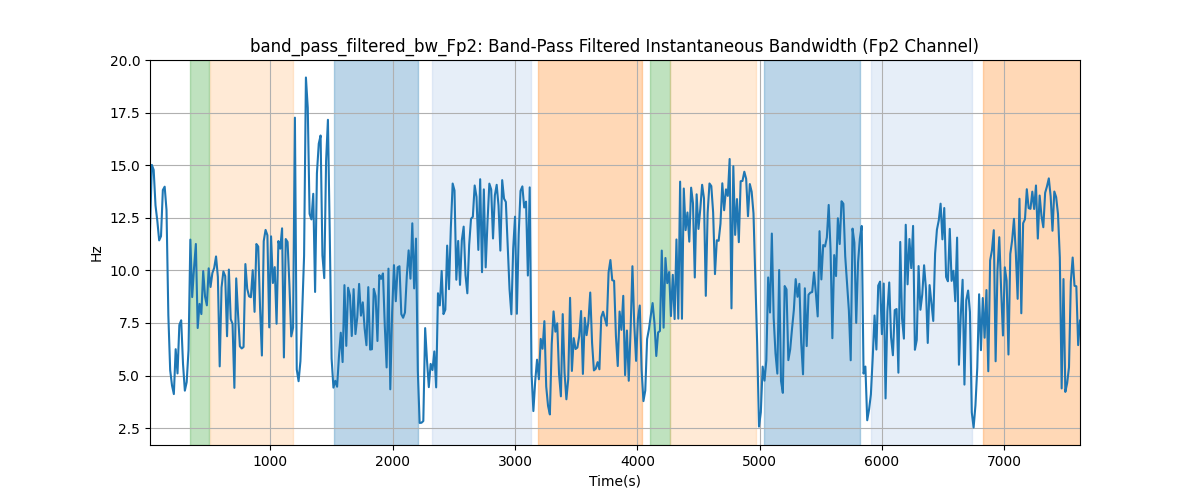 band_pass_filtered_bw_Fp2: Band-Pass Filtered Instantaneous Bandwidth (Fp2 Channel)
20.0
17.5
15.0
12.5
10.0
7.5
5.0
2.5
Hz
1000 2000 3000 4000 5000 6000 7000
Time(s)